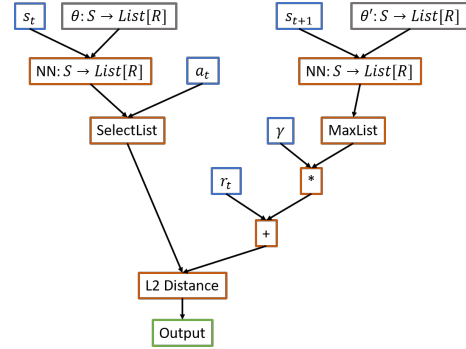 s_t
θ: S → List[R]
s_{t+1}
θ′: S → List[R]
NN: S → List[R]
a_t
NN: S → List[R]
SelectList
γ
MaxList
r_t
*
+
L2 Distance
Output